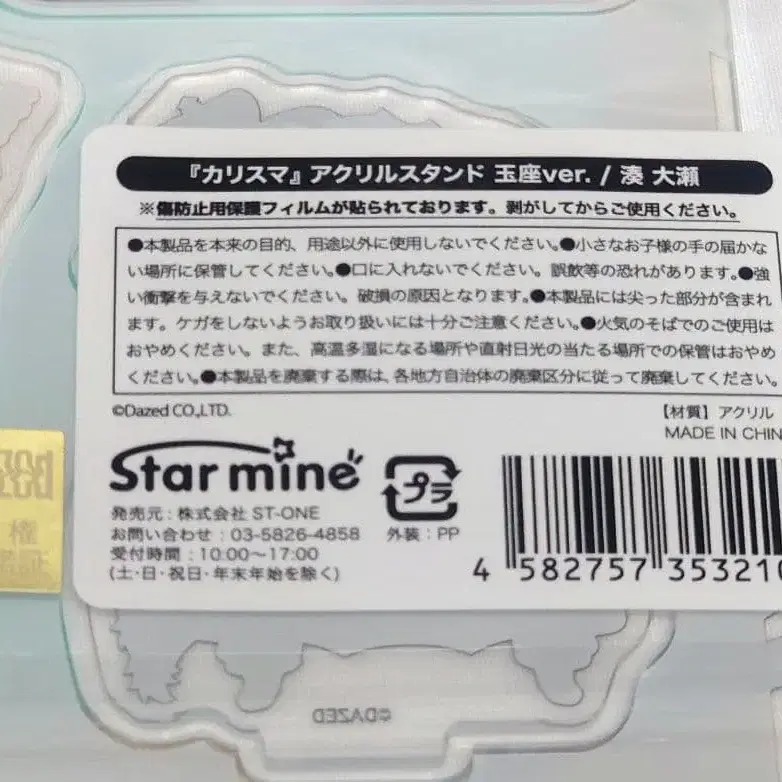 『カリスマ』アクリルスタンド 玉座ver. / 湊 大瀬
※傷防止用保護フィルムが貼られております。剥がしてからご使用ください。
●本製品を本来の目的、用途以外に使用しないでください。●小さなお子様の手の届かな
い場所に保管してください。●口に入れないでください。誤飲等の恐れがあります。●強
い衝撃を与えないでください。破損の原因となります。●本製品には尖った部分が含まれ
ます。ケガをしないようお取り扱いには十分ご注意ください。●火気のそばでのご使用は
おやめください。また、高温多湿になる場所や直射日光の当たる場所での保管はおやめ
ください。●本製品を廃棄する際は、各地方自治体の廃棄区分に従って廃棄してください。
©Dazed CO.,LTD.
【材質】アクリル
MADE IN CHIN
Star mine
発売元：株式会社 ST-ONE
お問い合わせ：03-5826-4858
受付時間：10:00～17:00
(土・日・祝日・年末年始を除く)
プラ
外装：PP
4 582757 353210
©DAZED